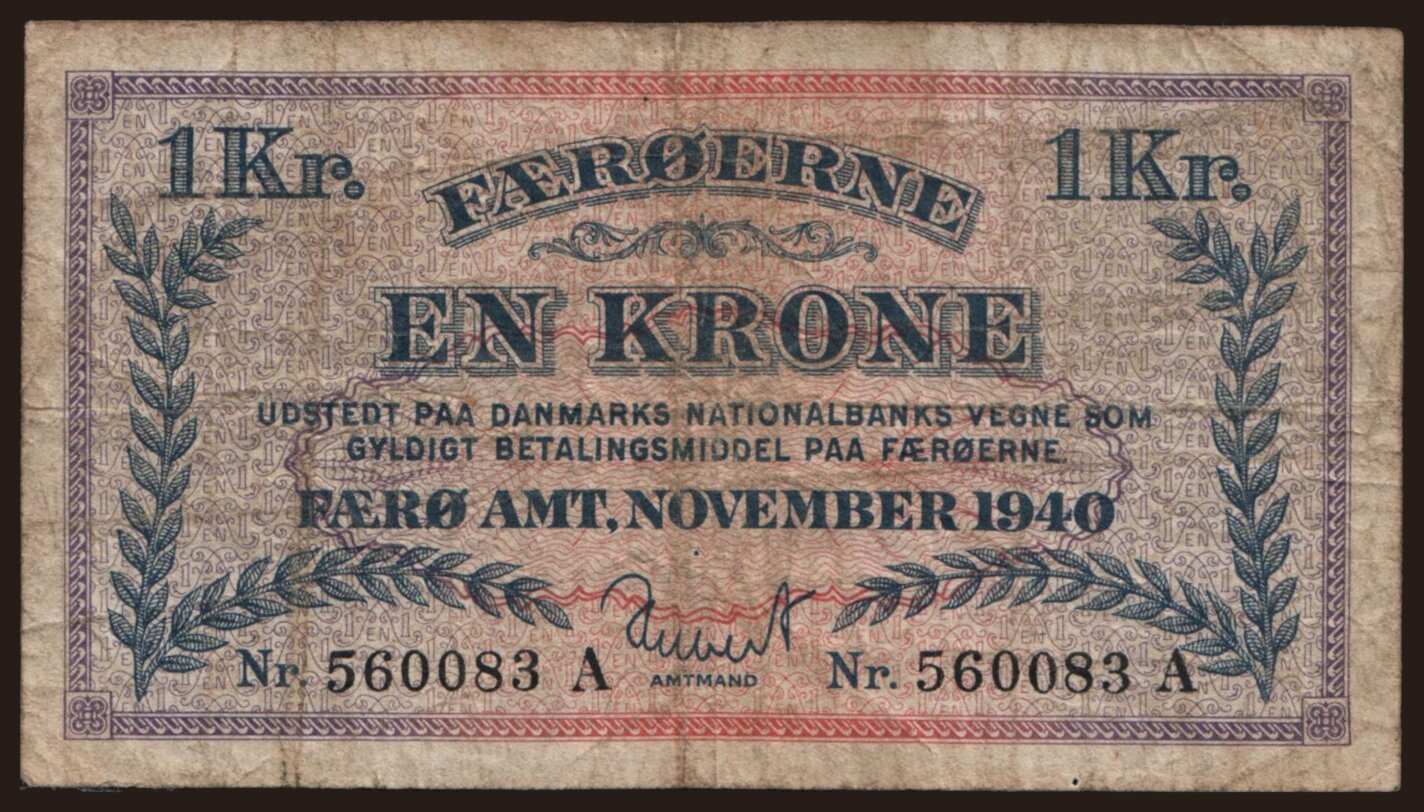 1 Kr. 1 Kr.
FÆRØERNE
EN KRONE
UDSTEDT PAA DANMARKS NATIONALBANKS VEGNE SOM
GYLDIGT BETALINGSMIDDEL PAA FÆRØERNE.
FÆRØ AMT, NOVEMBER 1940
Nr. 560083 A Nr. 560083 A
AMTMAND